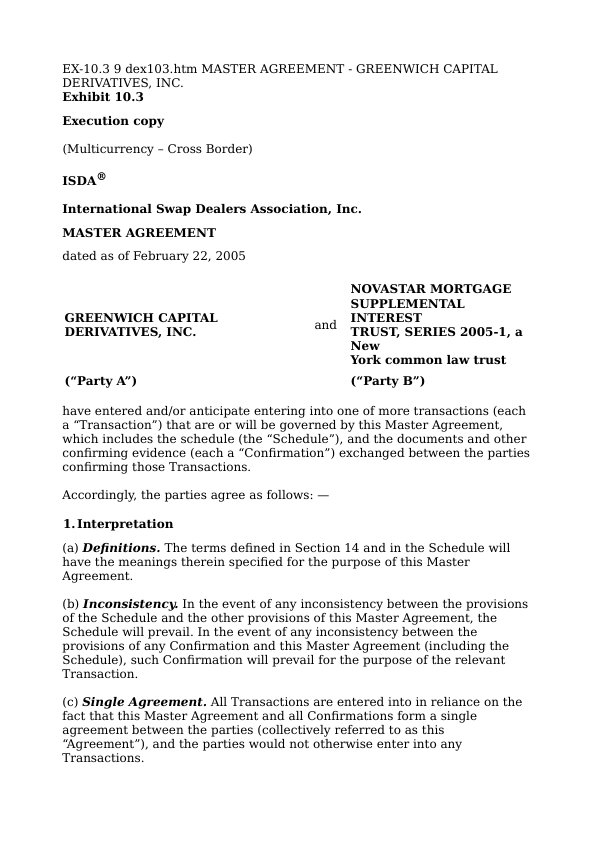 EX-10.3 9 dex103.htm MASTER AGREEMENT - GREENWICH CAPITAL
DERIVATIVES, INC.
Exhibit 10.3
Execution copy
(Multicurrency – Cross Border)
ISDA®
International Swap Dealers Association, Inc.
MASTER AGREEMENT
dated as of February 22, 2005
GREENWICH CAPITAL
DERIVATIVES, INC.
and
NOVASTAR MORTGAGE
SUPPLEMENTAL
INTEREST
TRUST, SERIES 2005-1, a
New
York common law trust
(“Party A”)
(“Party B”)
have entered and/or anticipate entering into one of more transactions (each
a “Transaction”) that are or will be governed by this Master Agreement,
which includes the schedule (the “Schedule”), and the documents and other
confirming evidence (each a “Confirmation”) exchanged between the parties
confirming those Transactions.
Accordingly, the parties agree as follows: —
1. Interpretation
(a) Definitions. The terms defined in Section 14 and in the Schedule will
have the meanings therein specified for the purpose of this Master
Agreement.
(b) Inconsistency. In the event of any inconsistency between the provisions
of the Schedule and the other provisions of this Master Agreement, the
Schedule will prevail. In the event of any inconsistency between the
provisions of any Confirmation and this Master Agreement (including the
Schedule), such Confirmation will prevail for the purpose of the relevant
Transaction.
(c) Single Agreement. All Transactions are entered into in reliance on the
fact that this Master Agreement and all Confirmations form a single
agreement between the parties (collectively referred to as this
“Agreement”), and the parties would not otherwise enter into any
Transactions.